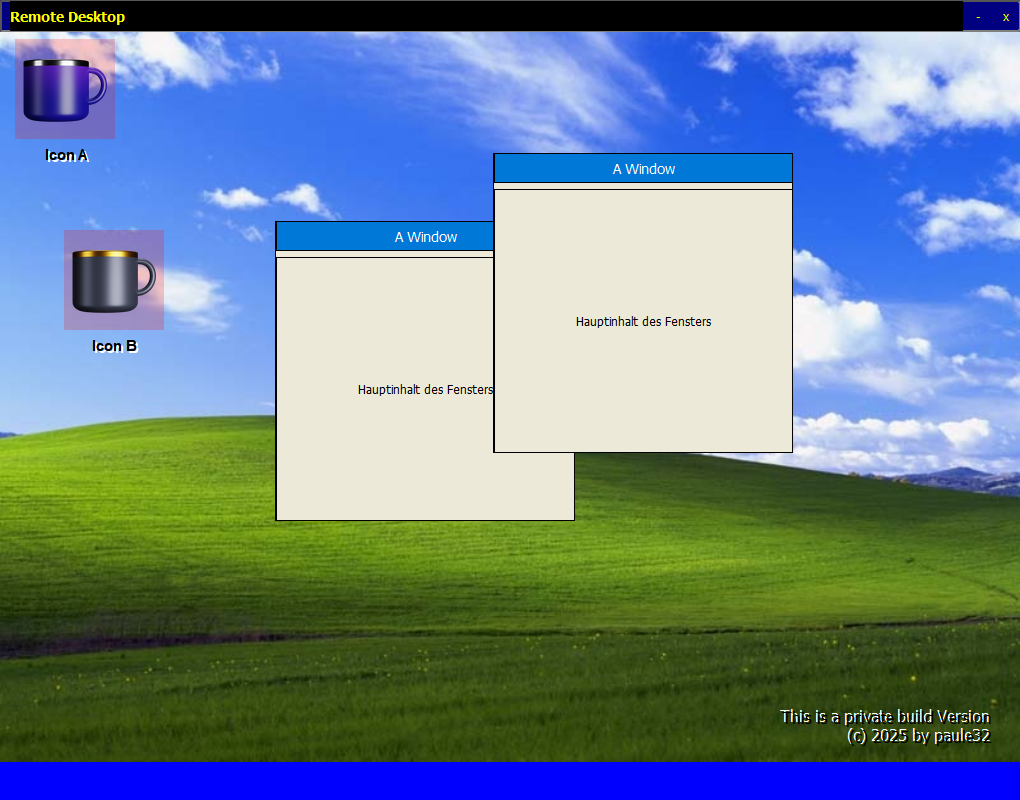 Remote Desktop
- x
Icon A
A Window
A Window
Hauptinhalt des Fensters
Icon B
Hauptinhalt des Fensters
This is a private build Version
(c) 2025 by paule32